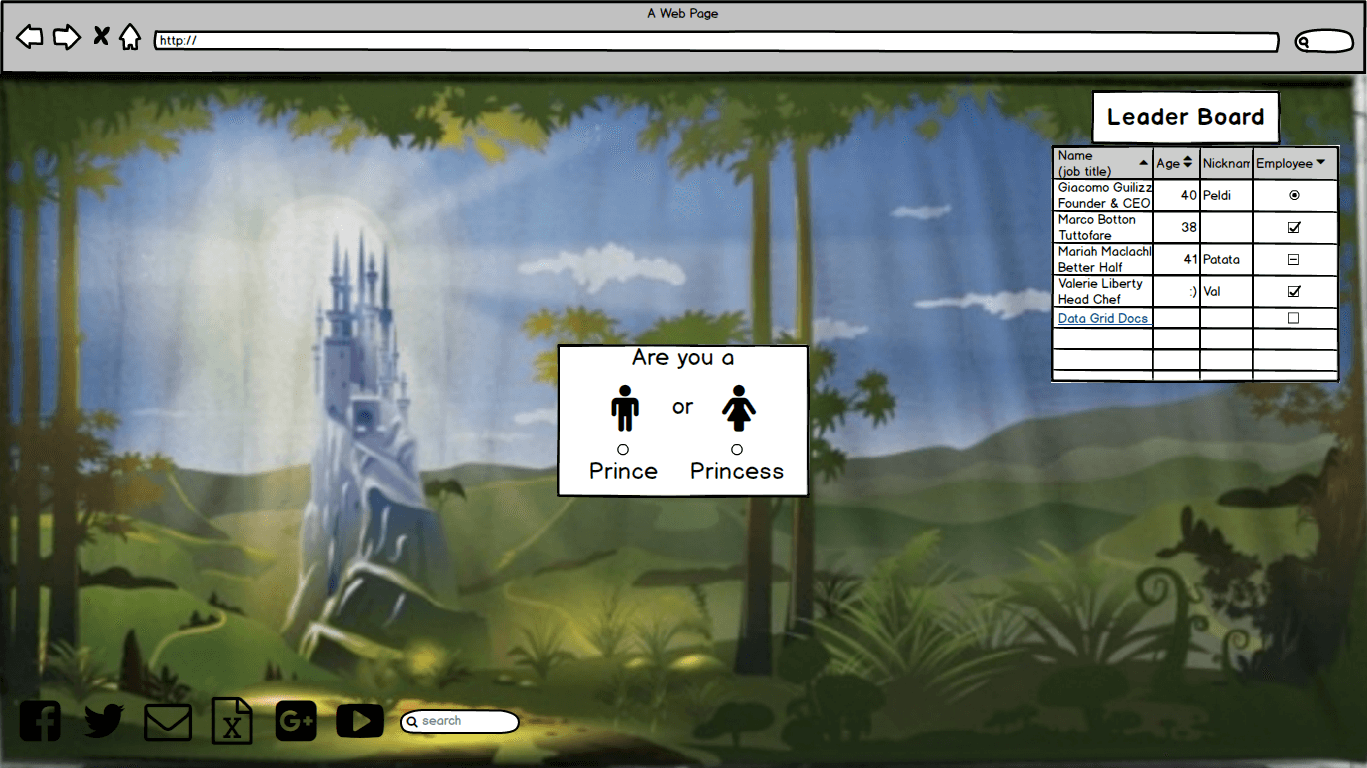 A Web Page
http://
Leader Board
Name
(job title)
Age
Nicknam
Employee
Giacomo Guilizz
Founder & CEO
40
Peldi
Marco Botton
Tuttofare
38
Mariah Maclachl
Better Half
41
Patata
Valerie Liberty
Head Chef
:)
Val
Data Grid Docs
Are you a
or
Prince
Princess
X
G+
search